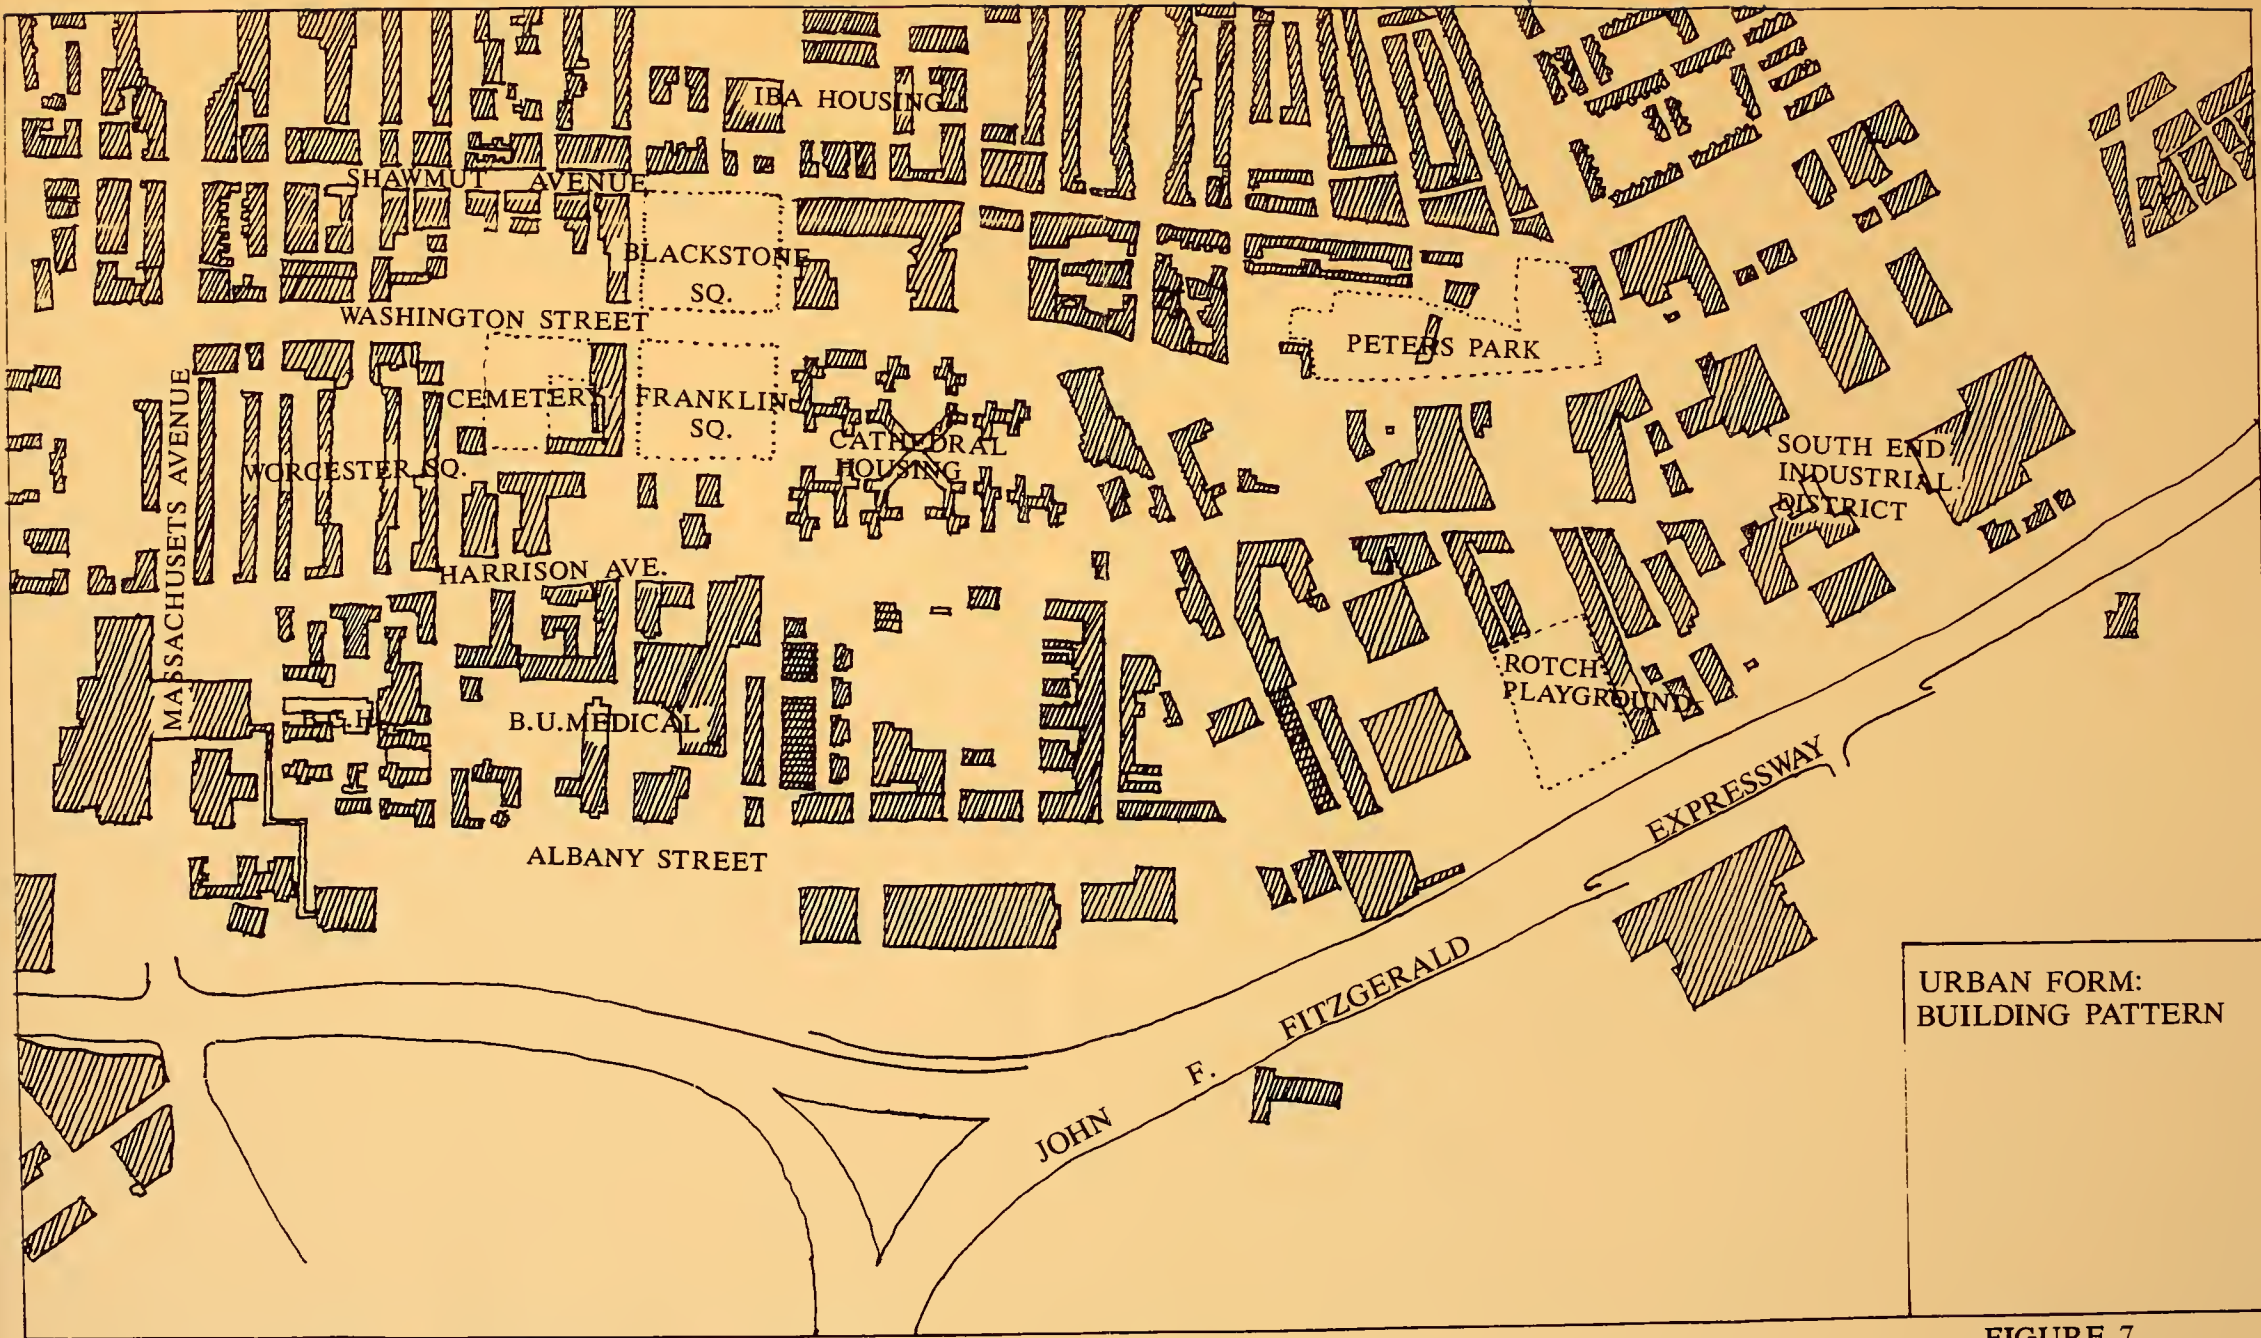 IBA HOUSING
SHAWMUT AVENUE
BLACKSTONE
SQ.
WASHINGTON STREET
PETERS PARK
MASSACHUSETS AVENUE
CEMETERY
FRANKLIN
SQ.
CATHEDRAL
HOUSING
WORCESTER SQ.
SOUTH END
INDUSTRIAL
DISTRICT
HARRISON AVE.
ROTCH
PLAYGROUND
B.G.H.
B.U.MEDICAL
ALBANY STREET
JOHN F. FITZGERALD EXPRESSWAY
URBAN FORM:
BUILDING PATTERN
FIGURE 7